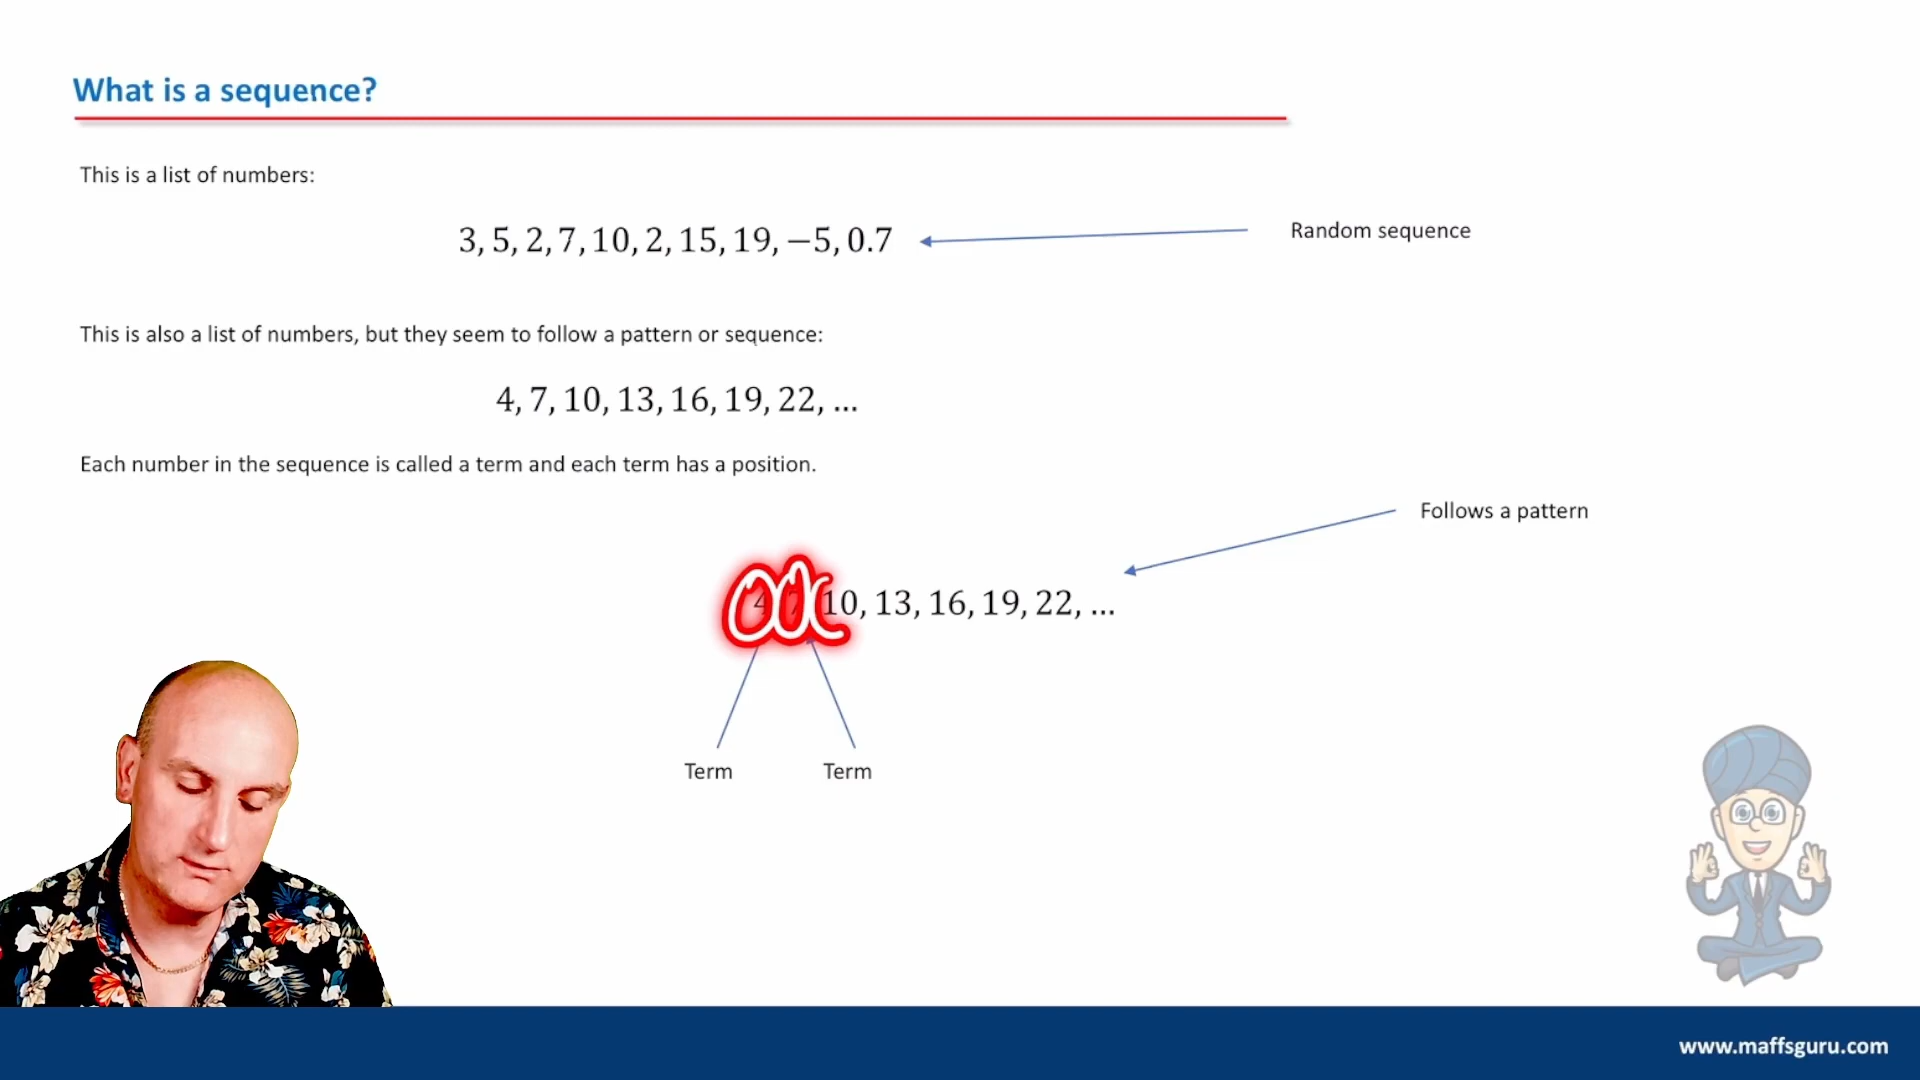 What is a sequence?
This is a list of numbers:
3, 5, 2, 7, 10, 2, 15, 19, −5, 0.7
Random sequence
This is also a list of numbers, but they seem to follow a pattern or sequence:
4, 7, 10, 13, 16, 19, 22, ...
Each number in the sequence is called a term and each term has a position.
Follows a pattern
10, 13, 16, 19, 22, ...
Term
Term
www.maffsguru.com